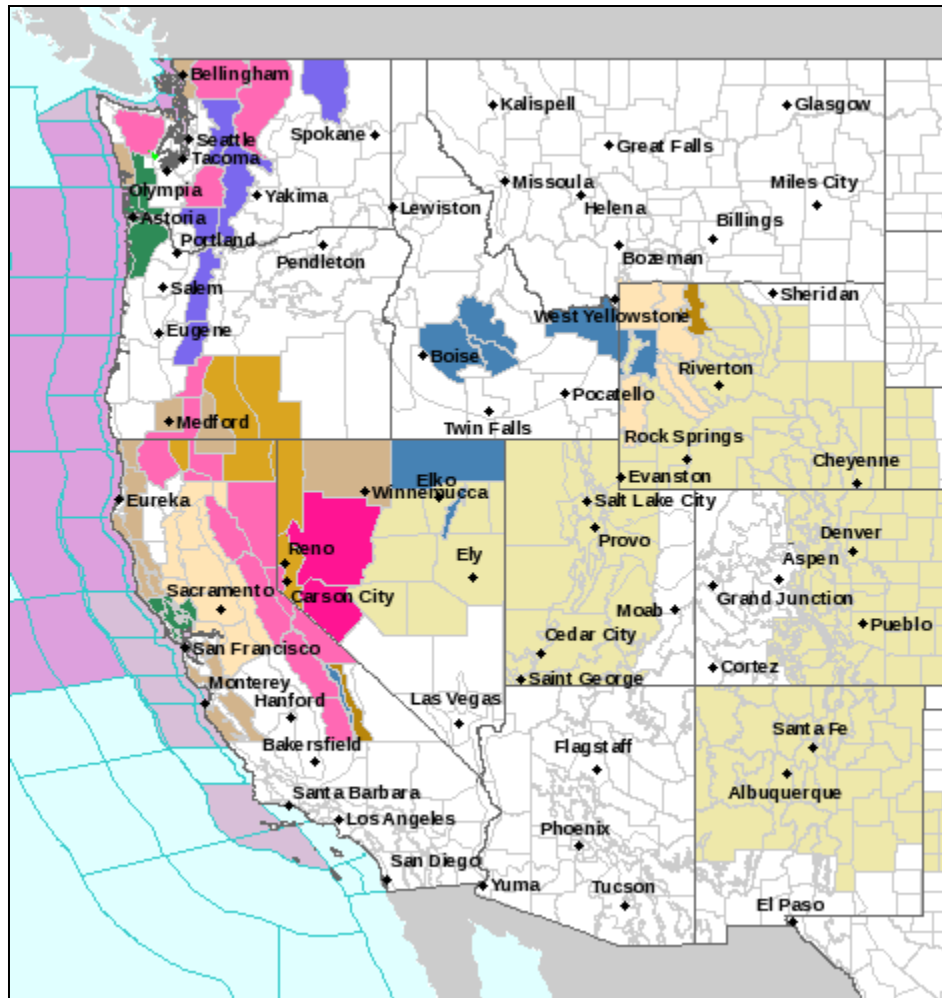 Bellingham
Kalispell
Glasgow
Seattle
Spokane
Great Falls
Tacoma
Missoula
Miles City
Olympia
Yakima
Lewiston
Helena
Astoria
Billings
Portland
Pendleton
Bozeman
Salem
Sheridan
West Yellowstone
Eugene
Boise
Riverton
Pocatello
Medford
Twin Falls
Rock Springs
Cheyenne
Elko
Evanston
Winnemucca
Eureka
Salt Lake City
Denver
Provo
Reno
Ely
Aspen
Sacramento
Carson City
Grand Junction
Moab
Pueblo
Cedar City
San Francisco
Cortez
Saint George
Monterey
Hanford
Las Vegas
Santa Fe
Bakersfield
Flagstaff
Santa Barbara
Albuquerque
Los Angeles
Phoenix
San Diego
Yuma
Tucson
El Paso